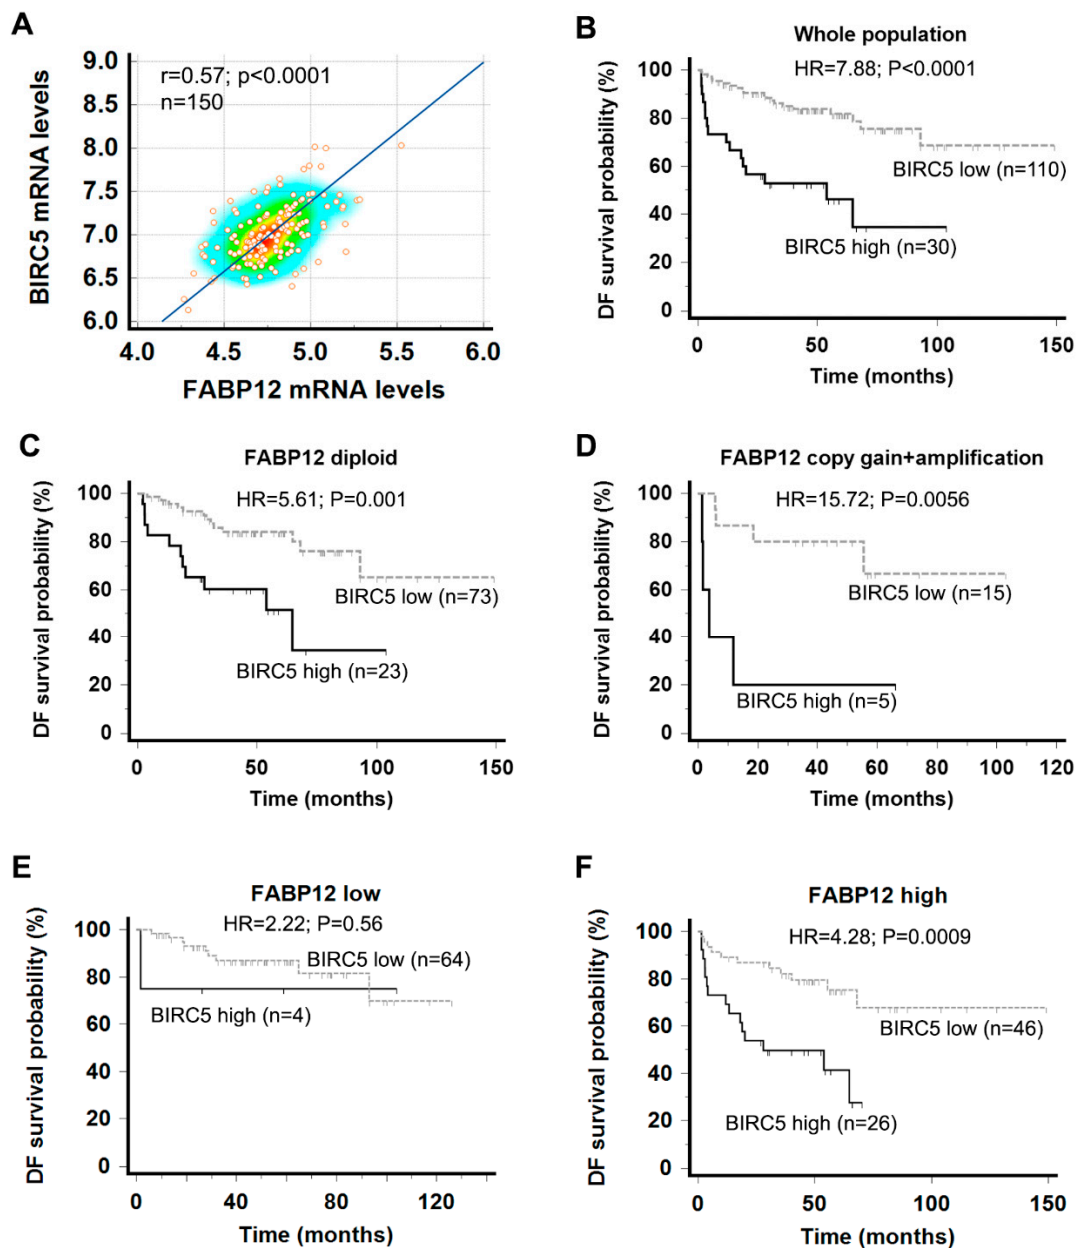 A
r=0.57; p<0.0001
n=150
BIRC5 mRNA levels
9.0
8.5
8.0
7.5
7.0
6.5
6.0
4.0 4.5 5.0 5.5 6.0
FABP12 mRNA levels
B
Whole population
HR=7.88; P<0.0001
DF survival probability (%)
100
80
60
40
20
0
BIRC5 low (n=110)
BIRC5 high (n=30)
0 50 100 150
Time (months)
C
FABP12 diploid
HR=5.61; P=0.001
DF survival probability (%)
100
80
60
40
20
0
BIRC5 low (n=73)
BIRC5 high (n=23)
0 50 100 150
Time (months)
D
FABP12 copy gain+amplification
HR=15.72; P=0.0056
DF survival probability (%)
100
80
60
40
20
0
BIRC5 low (n=15)
BIRC5 high (n=5)
0 20 40 60 80 100 120
Time (months)
E
FABP12 low
HR=2.22; P=0.56
DF survival probability (%)
100
80
60
40
20
0
BIRC5 low (n=64)
BIRC5 high (n=4)
0 40 80 120
Time (months)
F
FABP12 high
HR=4.28; P=0.0009
DF survival probability (%)
100
80
60
40
20
0
BIRC5 low (n=46)
BIRC5 high (n=26)
0 50 100 150
Time (months)